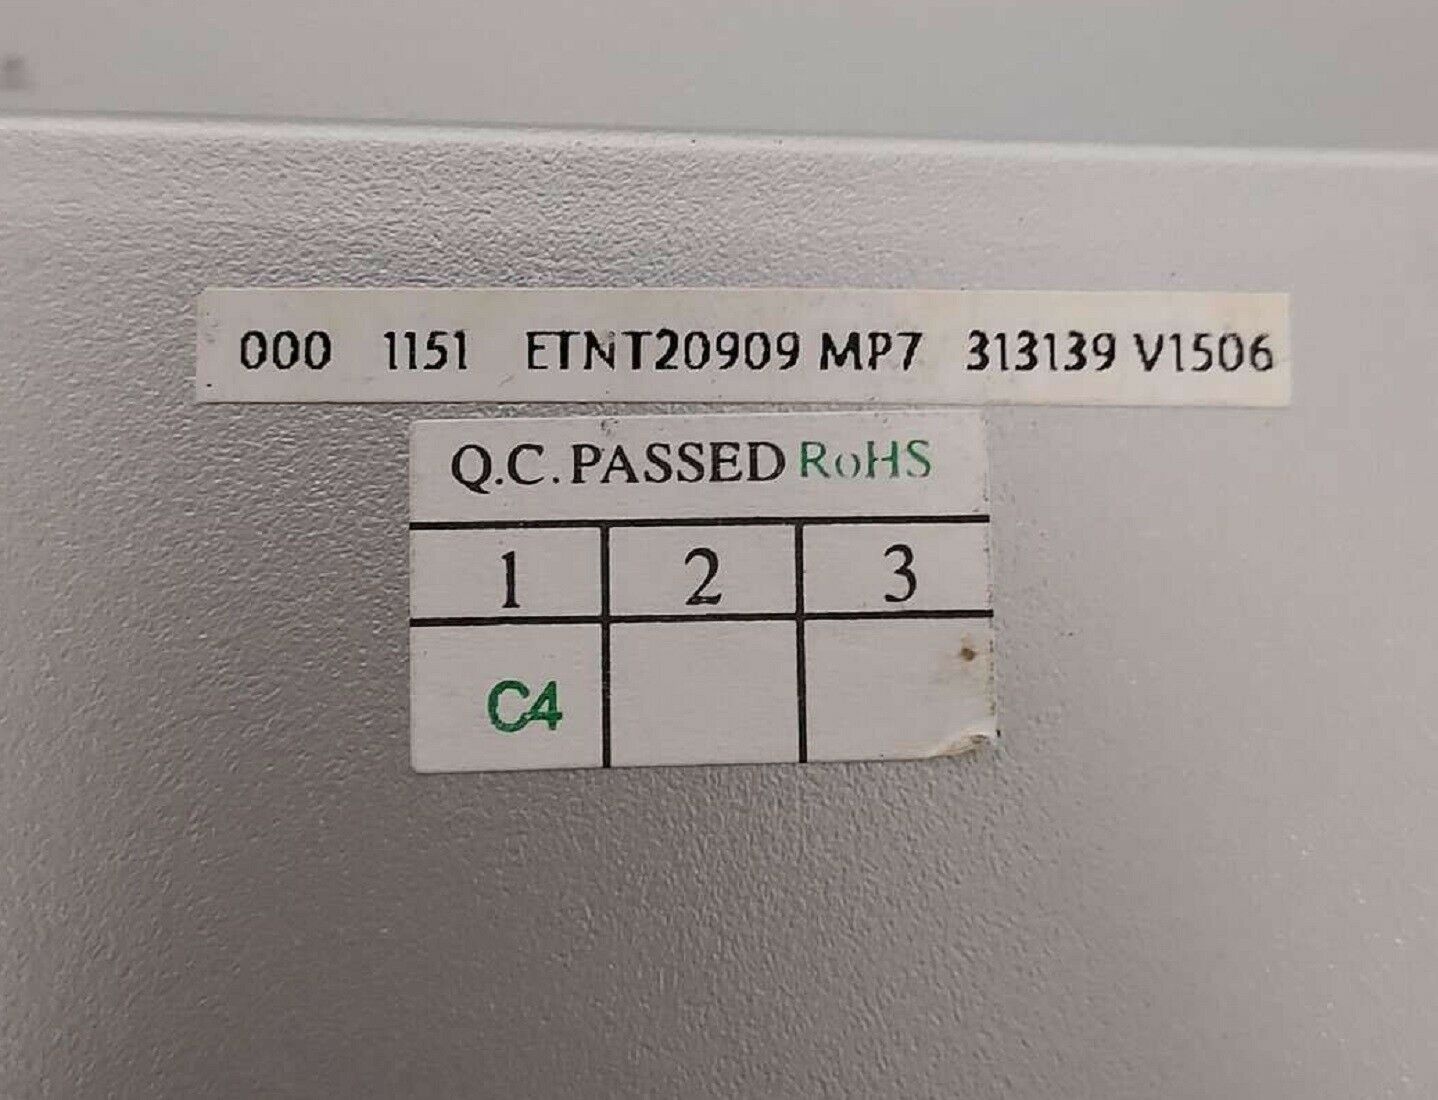 000 1151 ETNT20909 MP7 313139 V1506
Q.C.PASSED RoHS
1 2 3
C4